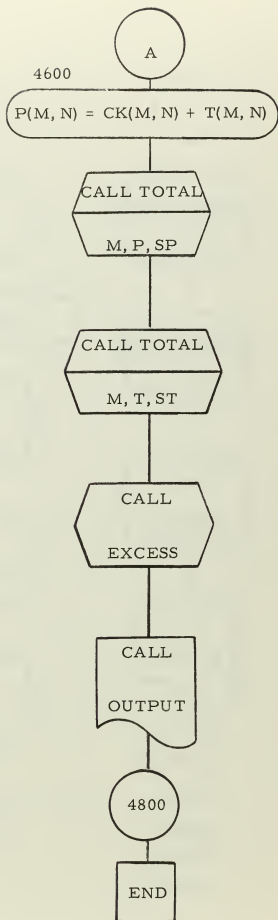 A
4600
P(M, N) = CK(M, N) + T(M, N)
CALL TOTAL
M, P, SP
CALL TOTAL
M, T, ST
CALL
EXCESS
CALL
OUTPUT
4800
END